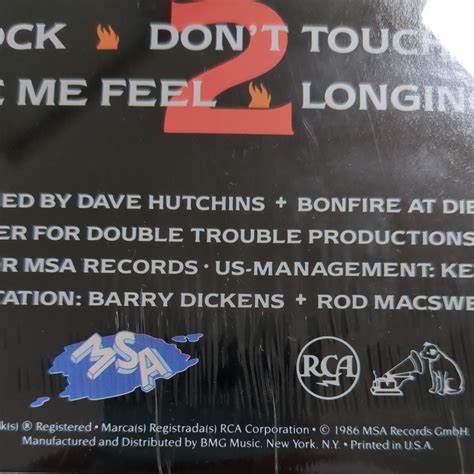 OCK DON'T TOUCH
2
E ME FEEL LONGIN
ED BY DAVE HUTCHINS + BONFIRE AT DIE
ER FOR DOUBLE TROUBLE PRODUCTIONS
R MSA RECORDS · US-MANAGEMENT: KE
TATION: BARRY DICKENS + ROD MACSWE
MSA
RCA
k(s) ® Registered • Marca(s) Registrada(s) RCA Corporation • © 1986 MSA Records GmbH.
Manufactured and Distributed by BMG Music. New York. N.Y. • Printed in U.S.A.